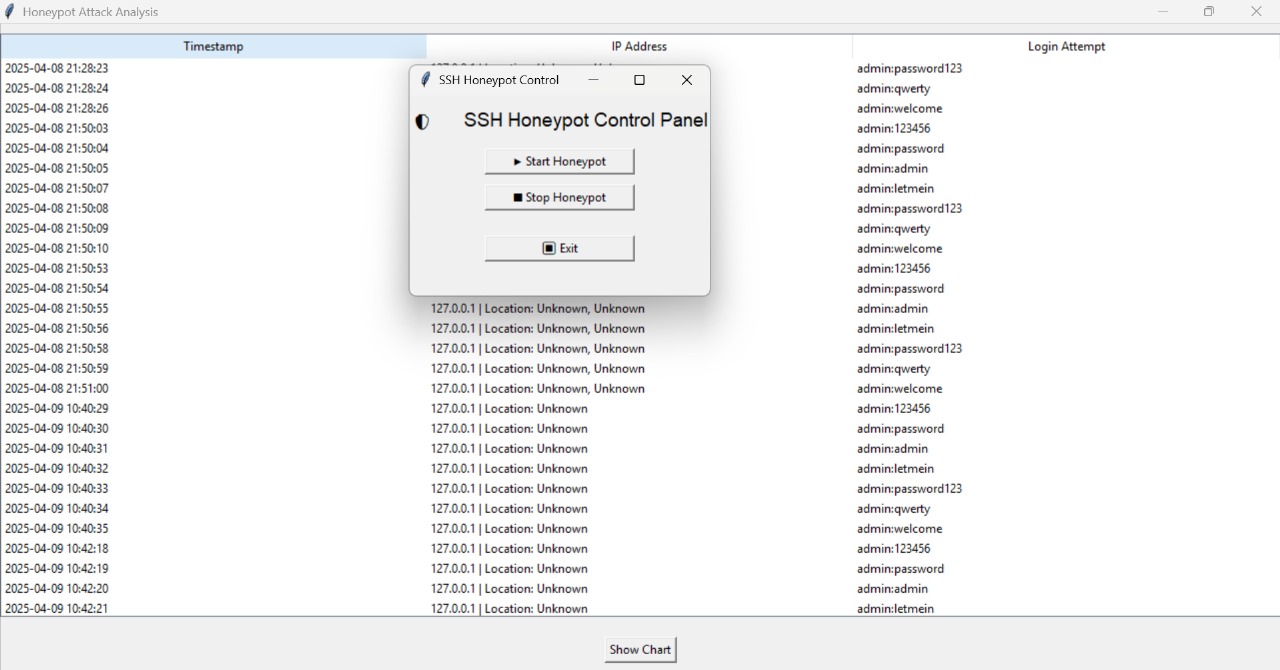 Honeypot Attack Analysis
Timestamp IP Address Login Attempt
SSH Honeypot Control
SSH Honeypot Control Panel
Start Honeypot
Stop Honeypot
Exit
2025-04-08 21:28:23 admin:password123
2025-04-08 21:28:24 admin:qwerty
2025-04-08 21:28:26 admin:welcome
2025-04-08 21:50:03 admin:123456
2025-04-08 21:50:04 admin:password
2025-04-08 21:50:05 admin:admin
2025-04-08 21:50:07 admin:letmein
2025-04-08 21:50:08 admin:password123
2025-04-08 21:50:09 admin:qwerty
2025-04-08 21:50:10 admin:welcome
2025-04-08 21:50:53 admin:123456
2025-04-08 21:50:54 admin:password
2025-04-08 21:50:55 127.0.0.1 | Location: Unknown, Unknown admin:admin
2025-04-08 21:50:56 127.0.0.1 | Location: Unknown, Unknown admin:letmein
2025-04-08 21:50:58 127.0.0.1 | Location: Unknown, Unknown admin:password123
2025-04-08 21:50:59 127.0.0.1 | Location: Unknown, Unknown admin:qwerty
2025-04-08 21:51:00 127.0.0.1 | Location: Unknown, Unknown admin:welcome
2025-04-09 10:40:29 127.0.0.1 | Location: Unknown admin:123456
2025-04-09 10:40:30 127.0.0.1 | Location: Unknown admin:password
2025-04-09 10:40:31 127.0.0.1 | Location: Unknown admin:admin
2025-04-09 10:40:32 127.0.0.1 | Location: Unknown admin:letmein
2025-04-09 10:40:33 127.0.0.1 | Location: Unknown admin:password123
2025-04-09 10:40:34 127.0.0.1 | Location: Unknown admin:qwerty
2025-04-09 10:40:35 127.0.0.1 | Location: Unknown admin:welcome
2025-04-09 10:42:18 127.0.0.1 | Location: Unknown admin:123456
2025-04-09 10:42:19 127.0.0.1 | Location: Unknown admin:password
2025-04-09 10:42:20 127.0.0.1 | Location: Unknown admin:admin
2025-04-09 10:42:21 127.0.0.1 | Location: Unknown admin:letmein
Show Chart